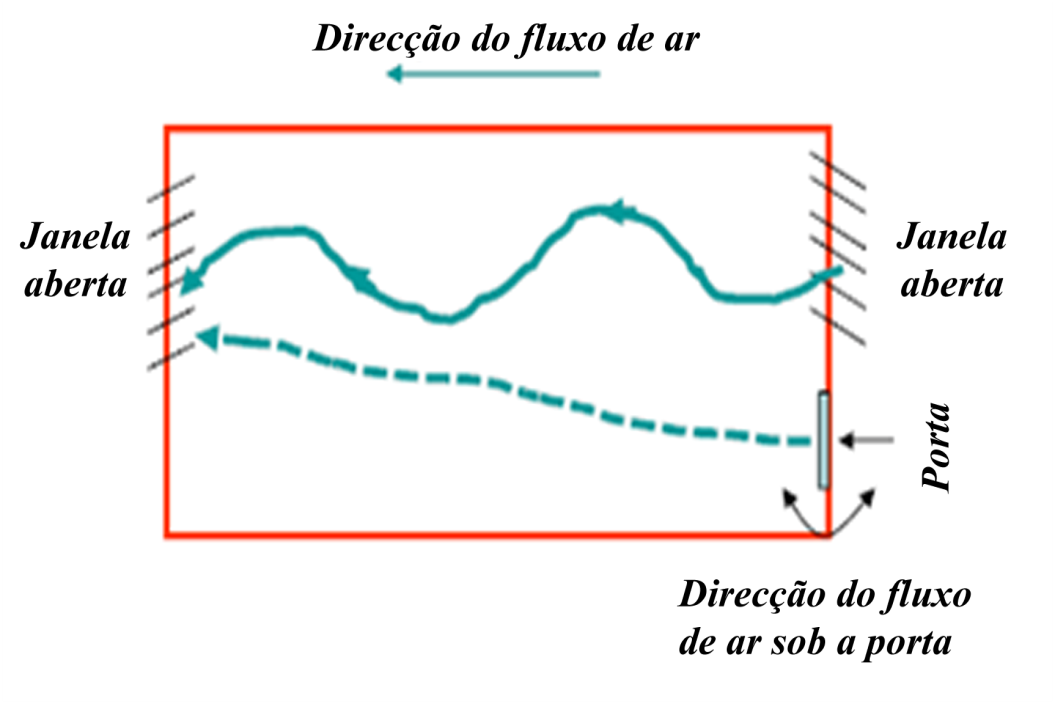 Direcção do fluxo de ar
Janela
aberta
Janela
aberta
Porta
Direcção do fluxo
de ar sob a porta